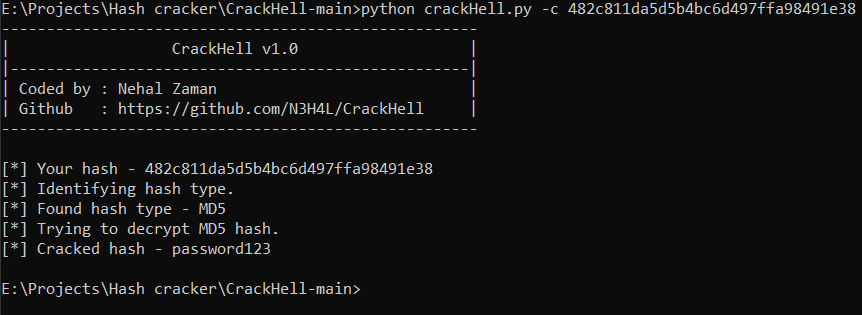 E:\Projects\Hash cracker\CrackHell-main>python crackHell.py -c 482c811da5d5b4bc6d497ffa98491e38
-----------------------------------------------------
|                  CrackHell v1.0                   |
|---------------------------------------------------|
| Coded by : Nehal Zaman                            |
| Github   : https://github.com/N3H4L/CrackHell     |
-----------------------------------------------------
[*] Your hash - 482c811da5d5b4bc6d497ffa98491e38
[*] Identifying hash type.
[*] Found hash type - MD5
[*] Trying to decrypt MD5 hash.
[*] Cracked hash - password123
E:\Projects\Hash cracker\CrackHell-main>